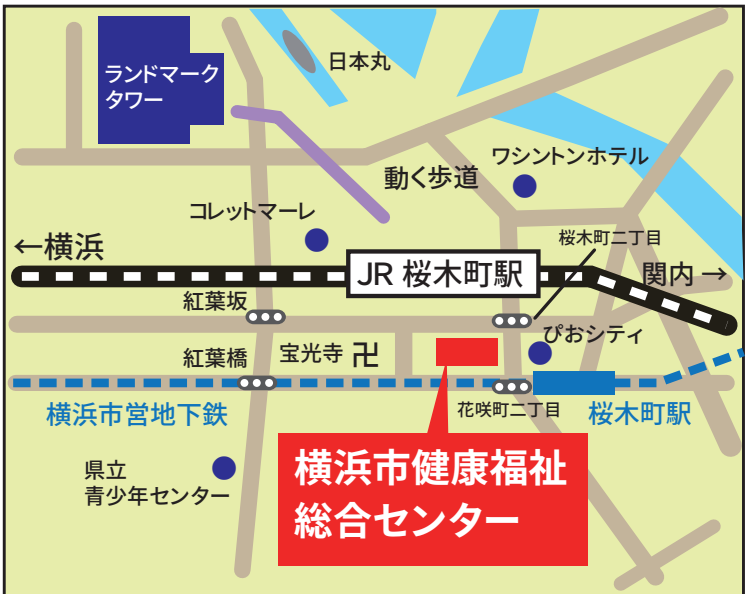 日本丸
ランドマーク
タワー
ワシントンホテル
動く歩道
コレットマーレ
桜木町二丁目
←横浜
JR 桜木町駅
関内→
紅葉坂
ぴおシティ
紅葉橋
宝光寺 卍
横浜市営地下鉄
花咲町二丁目
桜木町駅
横浜市健康福祉
総合センター
県立
青少年センター